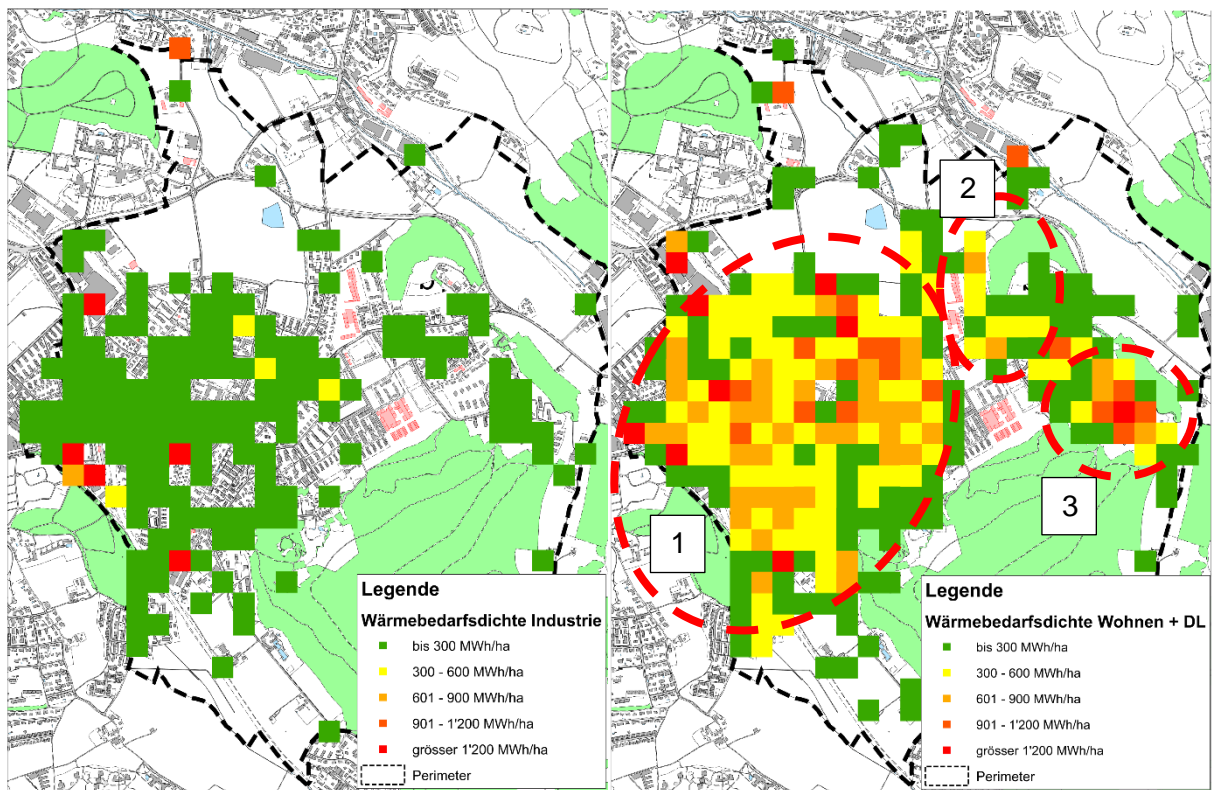 2
3
1
Legende
Wärmebedarfsdichte Industrie
bis 300 MWh/ha
300 - 600 MWh/ha
601 - 900 MWh/ha
901 - 1'200 MWh/ha
grösser 1'200 MWh/ha
Perimeter
Legende
Wärmebedarfsdichte Wohnen + DL
bis 300 MWh/ha
300 - 600 MWh/ha
601 - 900 MWh/ha
901 - 1'200 MWh/ha
grösser 1'200 MWh/ha
Perimeter